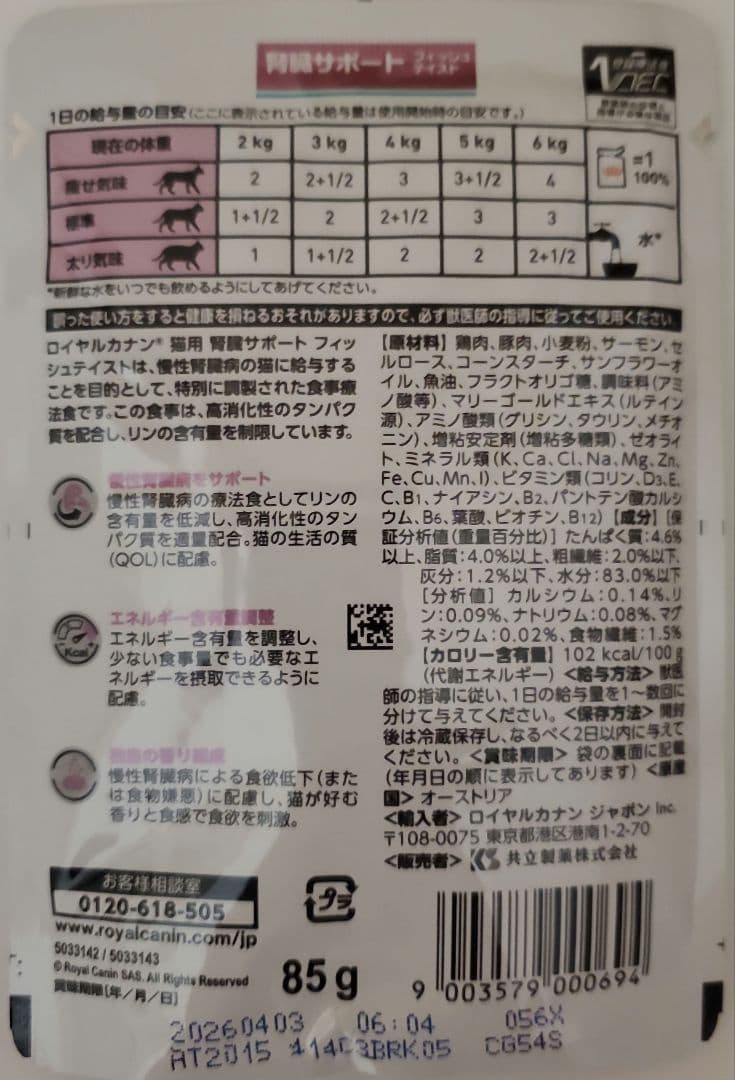 腎臓サポート フィッシュテイスト
1日の給与量の目安(ここに表示されている給与量は使用開始時の目安です。)
現在の体重 2 kg 3 kg 4 kg 5 kg 6 kg
痩せ気味 2 2+1/2 3 3+1/2 4
標準 1+1/2 2 2+1/2 3 3
太り気味 1 1+1/2 2 2 2+1/2
=1
100%
水*
*新鮮な水をいつでも飲めるようにしてあげてください。
誤った使い方をすると健康を損ねるおそれがありますので、必ず獣医師の指導に従ってご使用ください
ロイヤルカナン® 猫用 腎臓サポート フィッ
シュテイストは、慢性腎臓病の猫に給与する
ことを目的として、特別に調製された食事療
法食です。この食事は、高消化性のタンパク
質を配合し、リンの含有量を制限しています。
慢性腎臓病をサポート
慢性腎臓病の療法食としてリンの
含有量を低減し、高消化性のタン
パク質を適量配合。猫の生活の質
(QOL)に配慮。
エネルギー含有量調整
Kcal
エネルギー含有量を調整し、
少ない食事量でも必要なエ
ネルギーを摂取できるように
配慮。
慢性腎臓病による食欲低下(また
は食物嫌悪)に配慮し、猫が好む
香りと食感で食欲を刺激。
【原材料】鶏肉、豚肉、小麦粉、サーモン、セ
ルロース、コーンスターチ、サンフラワーオ
イル、魚油、フラクトオリゴ糖、調味料(アミ
ノ酸等)、マリーゴールドエキス(ルテイン
源)、アミノ酸類(グリシン、タウリン、メチオ
ニン)、増粘安定剤(増粘多糖類)、ゼオライ
ト、ミネラル類(K、Ca、Cl、Na、Mg、Zn、
Fe、Cu、Mn、I)、ビタミン類(コリン、D3、E、
C、B1、ナイアシン、B2、パントテン酸カルシ
ウム、B6、葉酸、ビオチン、B12)【成分】[保
証分析値(重量百分比)] たんぱく質:4.6%
以上、脂質:4.0%以上、粗繊維:2.0%以下、
灰分:1.2%以下、水分:83.0%以下
[分析値] カルシウム:0.14%、リ
ン:0.09%、ナトリウム:0.08%、マグ
ネシウム:0.02%、食物繊維:1.5%
【カロリー含有量】102 kcal/100 g
(代謝エネルギー) <給与方法> 獣医
師の指導に従い、1日の給与量を1~数回に
分けて与えてください。<保存方法> 開封
後は冷蔵保存し、なるべく2日以内に与えて
ください。<賞味期限> 袋の裏面に記載
(年月日の順に表示してあります) <原産
国> オーストリア
<輸入者> ロイヤルカナン ジャポン Inc.
〒108-0075 東京都港区港南1-2-70
<販売者> 共立製薬株式会社
お客様相談室
0120-618-505
www.royalcanin.com/jp
5033142 / 5033143
© Royal Canin SAS. All Rights Reserved
賞味期限[年/月/日]
プラ
85g
9 003579 000694
20260403 06:04 056X
AT2015 CG54S